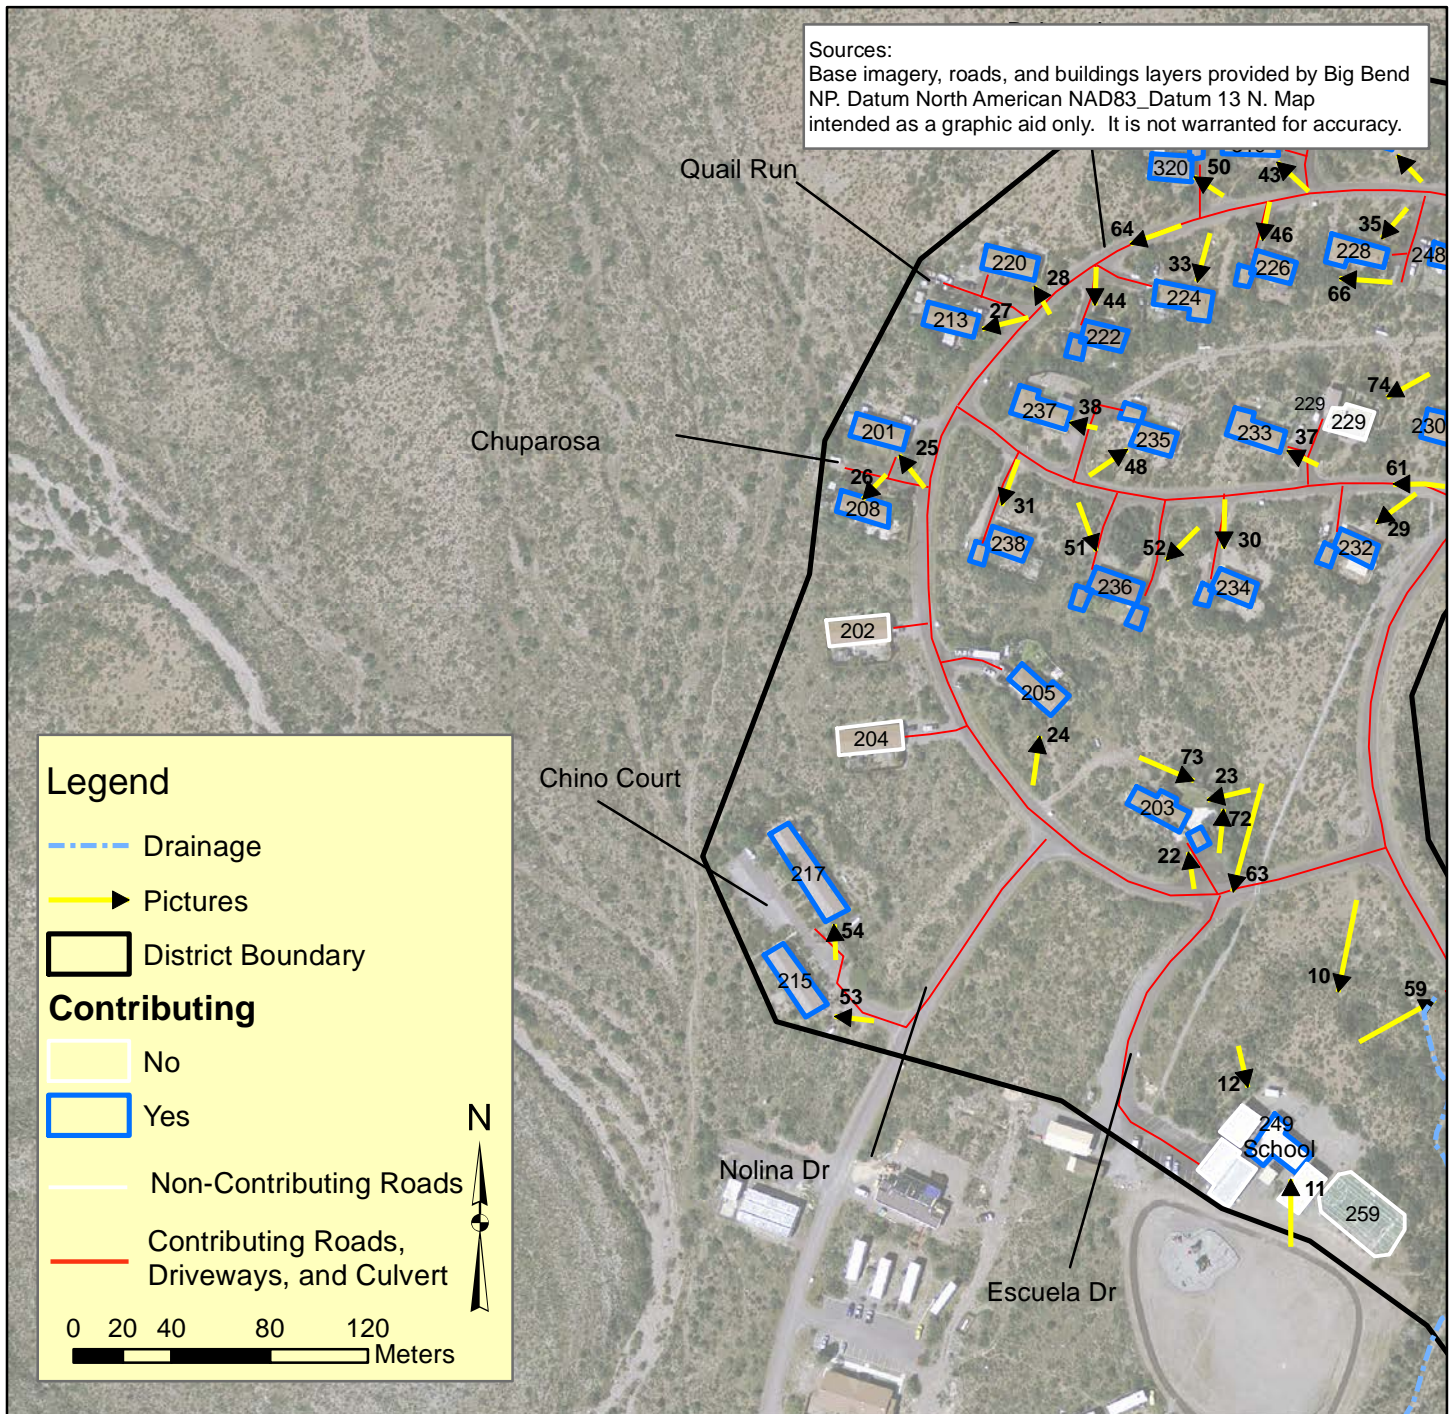 Sources:
Base imagery, roads, and buildings layers provided by Big Bend
NP. Datum North American NAD83_Datum 13 N. Map
intended as a graphic aid only. It is not warranted for accuracy.
Quail Run
320
50
43
64
46
35
33
228
248
220
28
226
66
224
213
27
44
222
74
237
38
229
229
201
235
233
230
Chuparosa
25
48
37
61
26
208
31
29
51
52
30
238
232
236
234
202
205
204
24
Chino Court
73
23
203
72
22
63
217
54
215
53
10
59
12
249
School
11
259
Nolina Dr
Escuela Dr
Legend
Drainage
Pictures
District Boundary
Contributing
No
Yes
N
Non-Contributing Roads
Contributing Roads,
Driveways, and Culvert
0 20 40 80 120
Meters